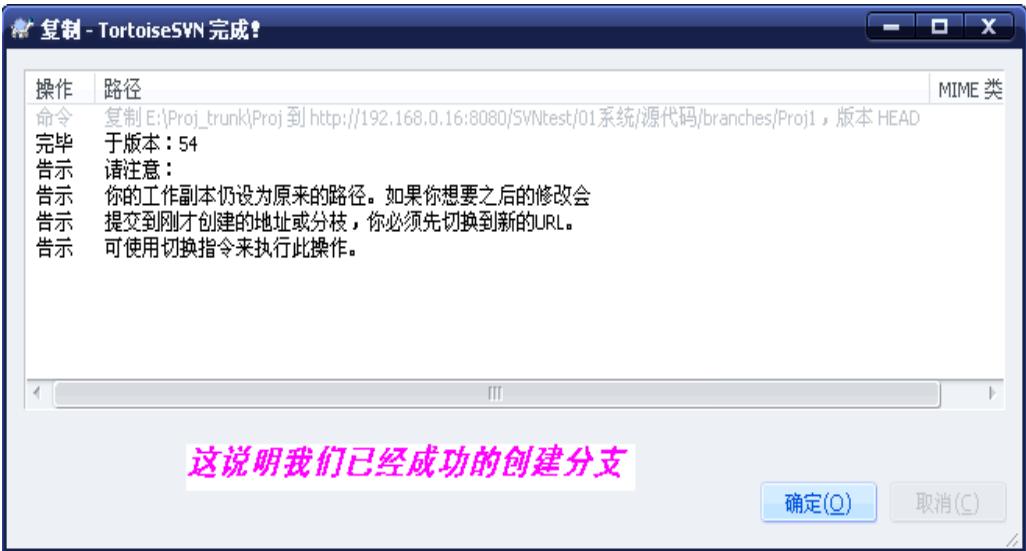 复制 - TortoiseSVN 完成！
操作 路径 MIME 类
命令 复制 E:\Proj_trunk\Proj 到 http://192.168.0.16:8080/SVNtest/01系统/源代码/branches/Proj1，版本 HEAD
完毕 于版本：54
告示 请注意：
告示 你的工作副本仍设为原来的路径。如果你想要之后的修改会
告示 提交到刚才创建的地址或分枝，你必须先切换到新的URL。
告示 可使用切换指令来执行此操作。
这说明我们已经成功的创建分支
确定(O) 取消(C)